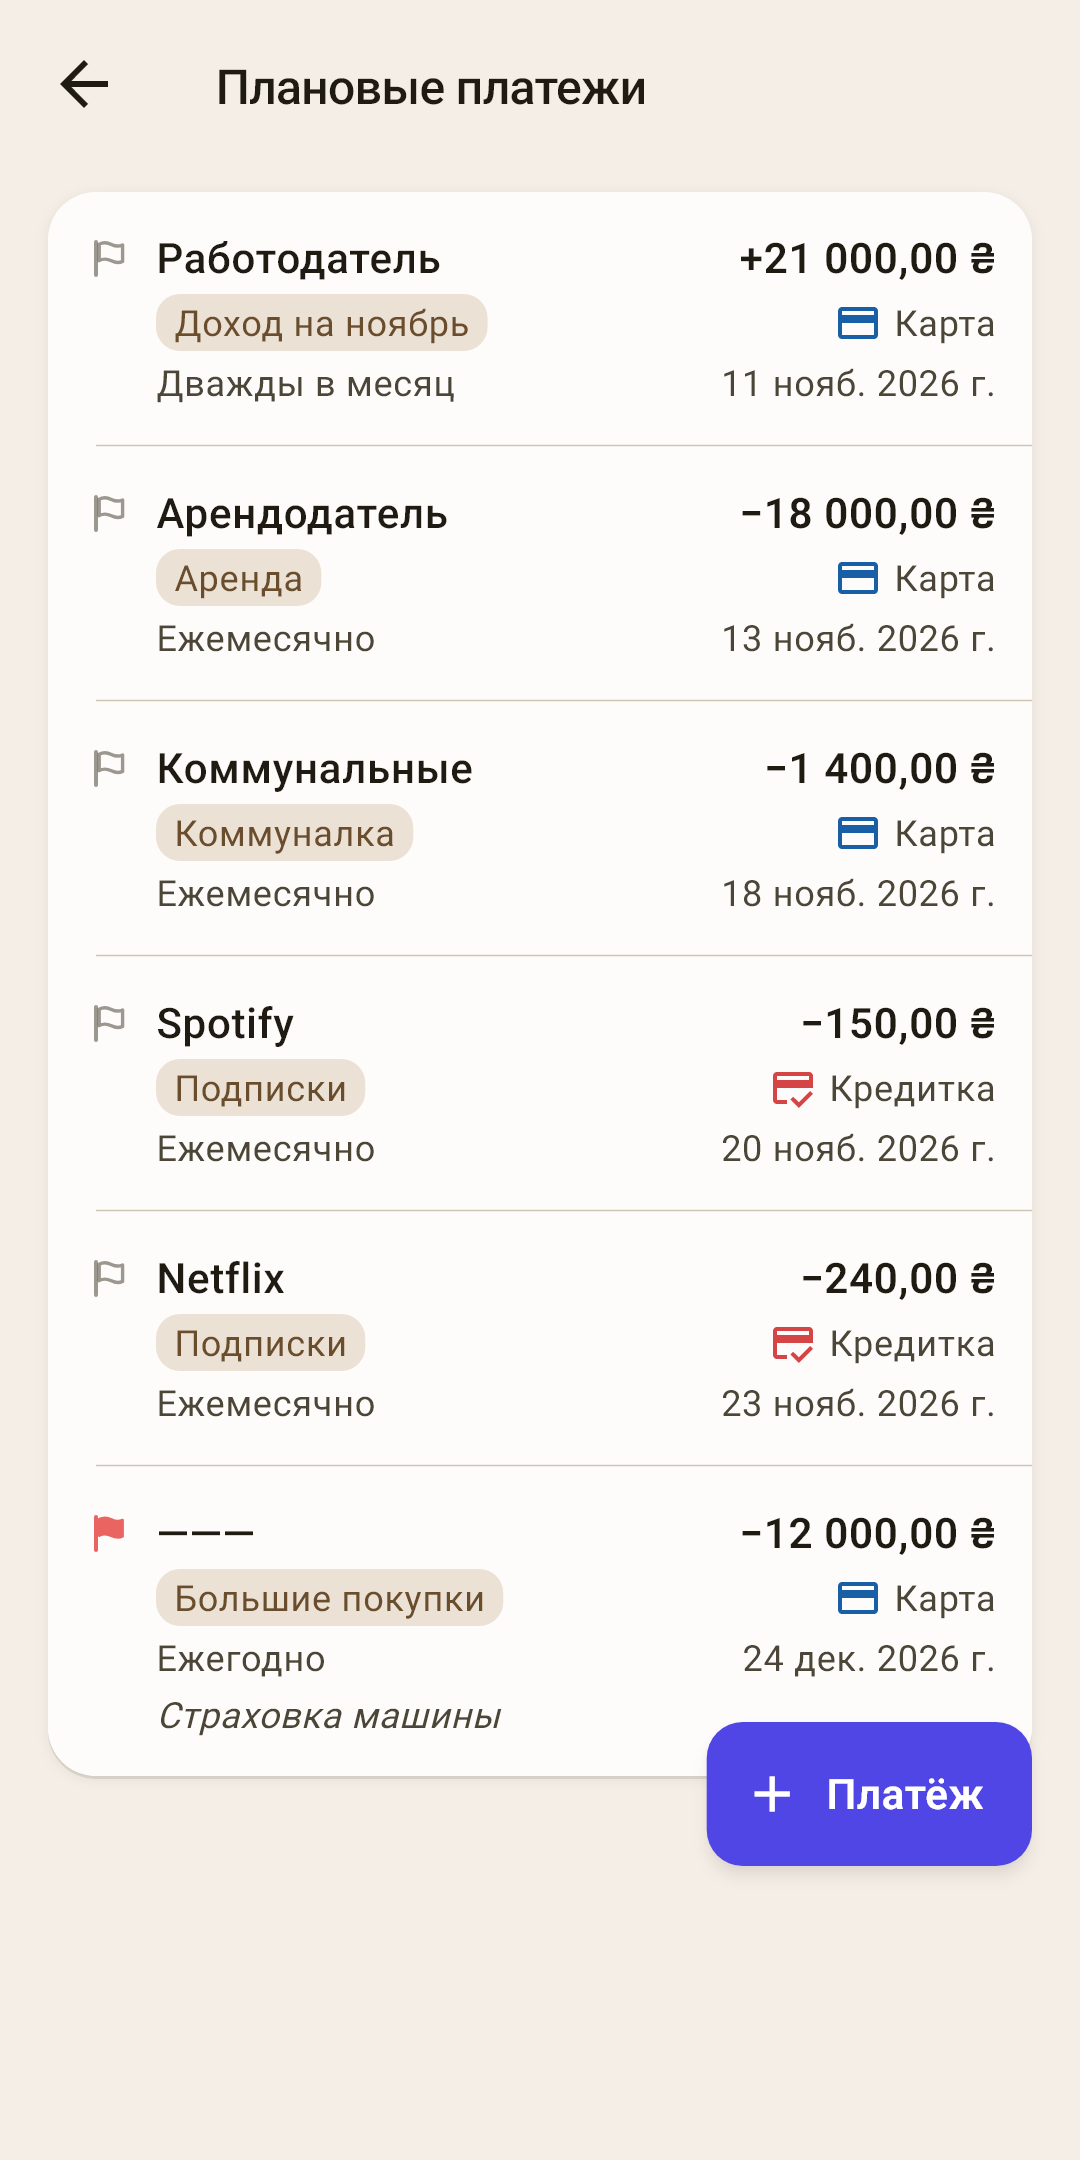 Плановые платежи
Работодатель +21 000,00 ₴
Доход на ноябрь Карта
Дважды в месяц 11 нояб. 2026 г.
Арендодатель −18 000,00 ₴
Аренда Карта
Ежемесячно 13 нояб. 2026 г.
Коммунальные −1 400,00 ₴
Коммуналка Карта
Ежемесячно 18 нояб. 2026 г.
Spotify −150,00 ₴
Подписки Кредитка
Ежемесячно 20 нояб. 2026 г.
Netflix −240,00 ₴
Подписки Кредитка
Ежемесячно 23 нояб. 2026 г.
——— −12 000,00 ₴
Большие покупки Карта
Ежегодно 24 дек. 2026 г.
Страховка машины
+ Платёж